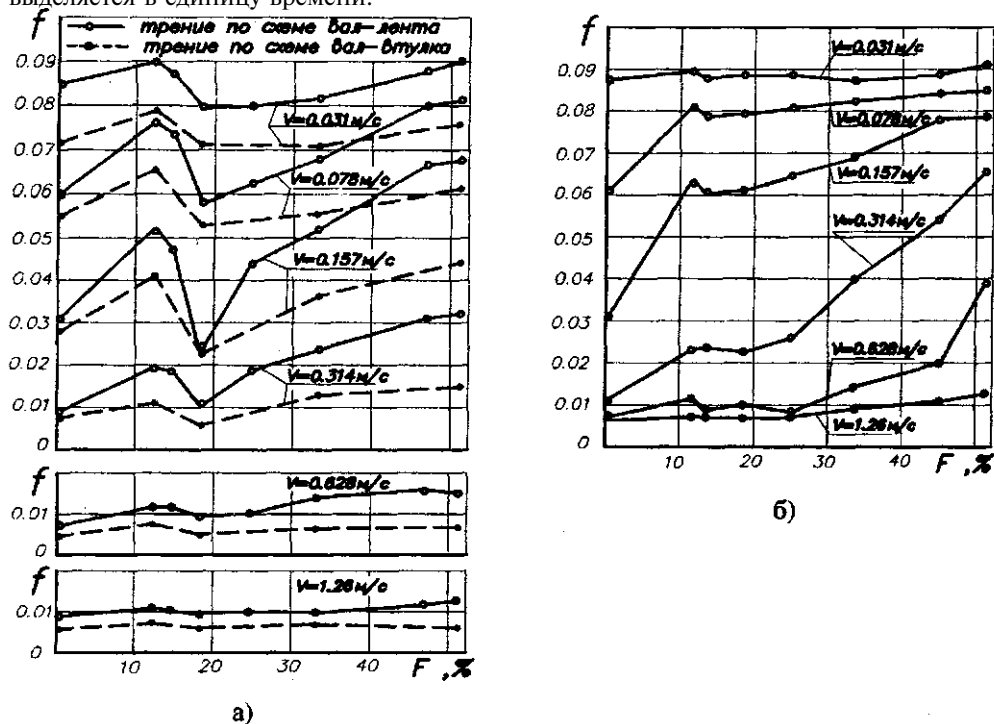 выделяется в единицу времени.
f
трение по схеме вал-лента
трение по схеме вал-втулка
0.09
0.08
0.07
0.06
0.05
0.04
0.03
0.02
0.01
0
V=0.031м/с
V=0.078м/с
V=0.157м/с
V=0.314м/с
f
0.01
0
V=0.628м/с
f
0.01
0
V=1.26м/с
10
20
30
40
F ,%
а)
f
0.09
0.08
0.07
0.06
0.05
0.04
0.03
0.02
0.01
0
V=0.031м/с
V=0.078м/с
V=0.157м/с
V=0.314м/с
V=0.628м/с
V=1.26м/с
10
20
30
40
F ,%
б)